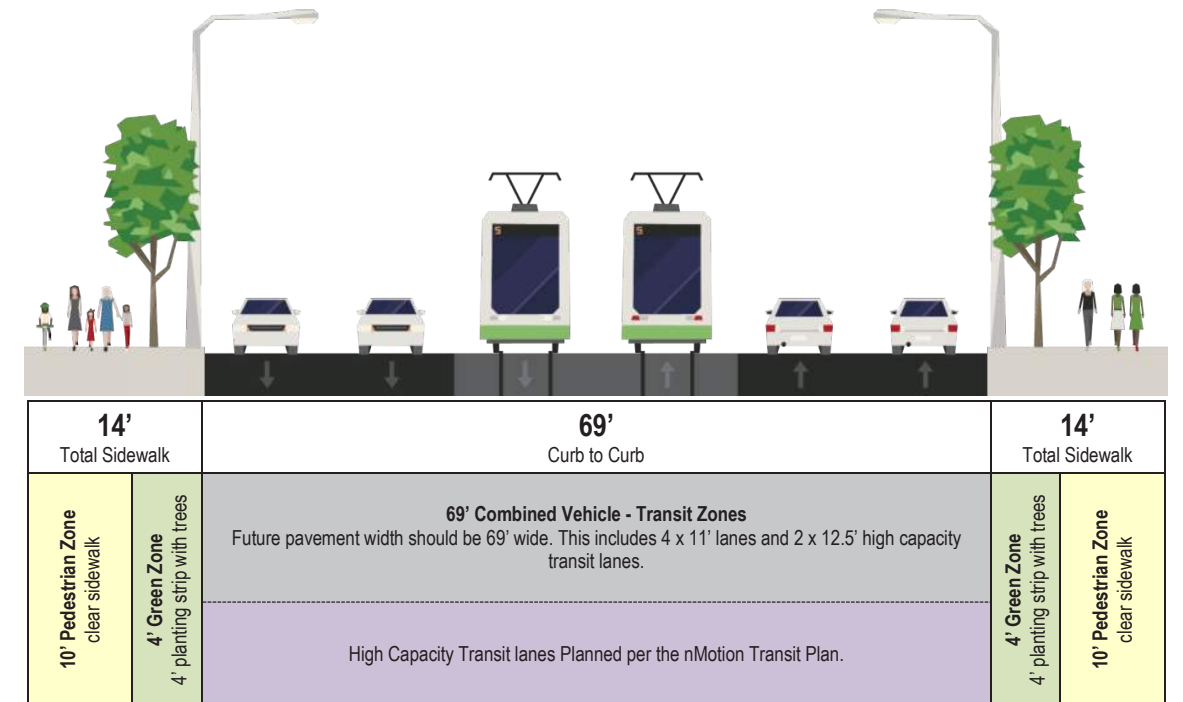 S
S
14’
Total Sidewalk
69’
Curb to Curb
14’
Total Sidewalk
10’ Pedestrian Zone
clear sidewalk
4’ Green Zone
4’ planting strip with trees
69’ Combined Vehicle - Transit Zones
Future pavement width should be 69’ wide. This includes 4 x 11’ lanes and 2 x 12.5’ high capacity
transit lanes.
High Capacity Transit lanes Planned per the nMotion Transit Plan.
4’ Green Zone
4’ planting strip with trees
10’ Pedestrian Zone
clear sidewalk